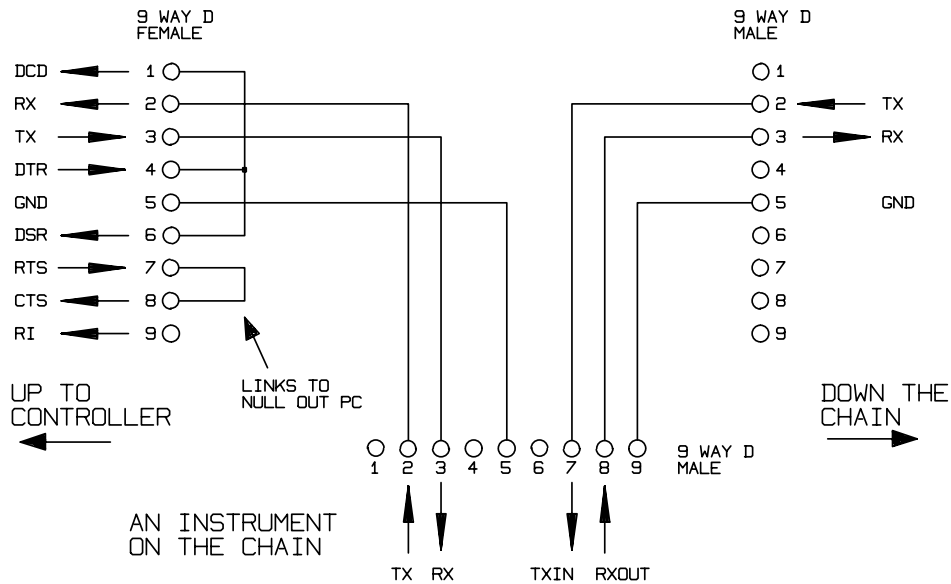 9 WAY D
FEMALE
9 WAY D
MALE
DCD 1
RX 2
TX 3
DTR 4
GND 5
DSR 6
RTS 7
CTS 8
RI 9
1
2 TX
3 RX
4
5 GND
6
7
8
9
LINKS TO
NULL OUT PC
UP TO
CONTROLLER
DOWN THE
CHAIN
1 2 3 4 5 6 7 8 9
9 WAY D
MALE
AN INSTRUMENT
ON THE CHAIN
TX RX TXIN RXOUT